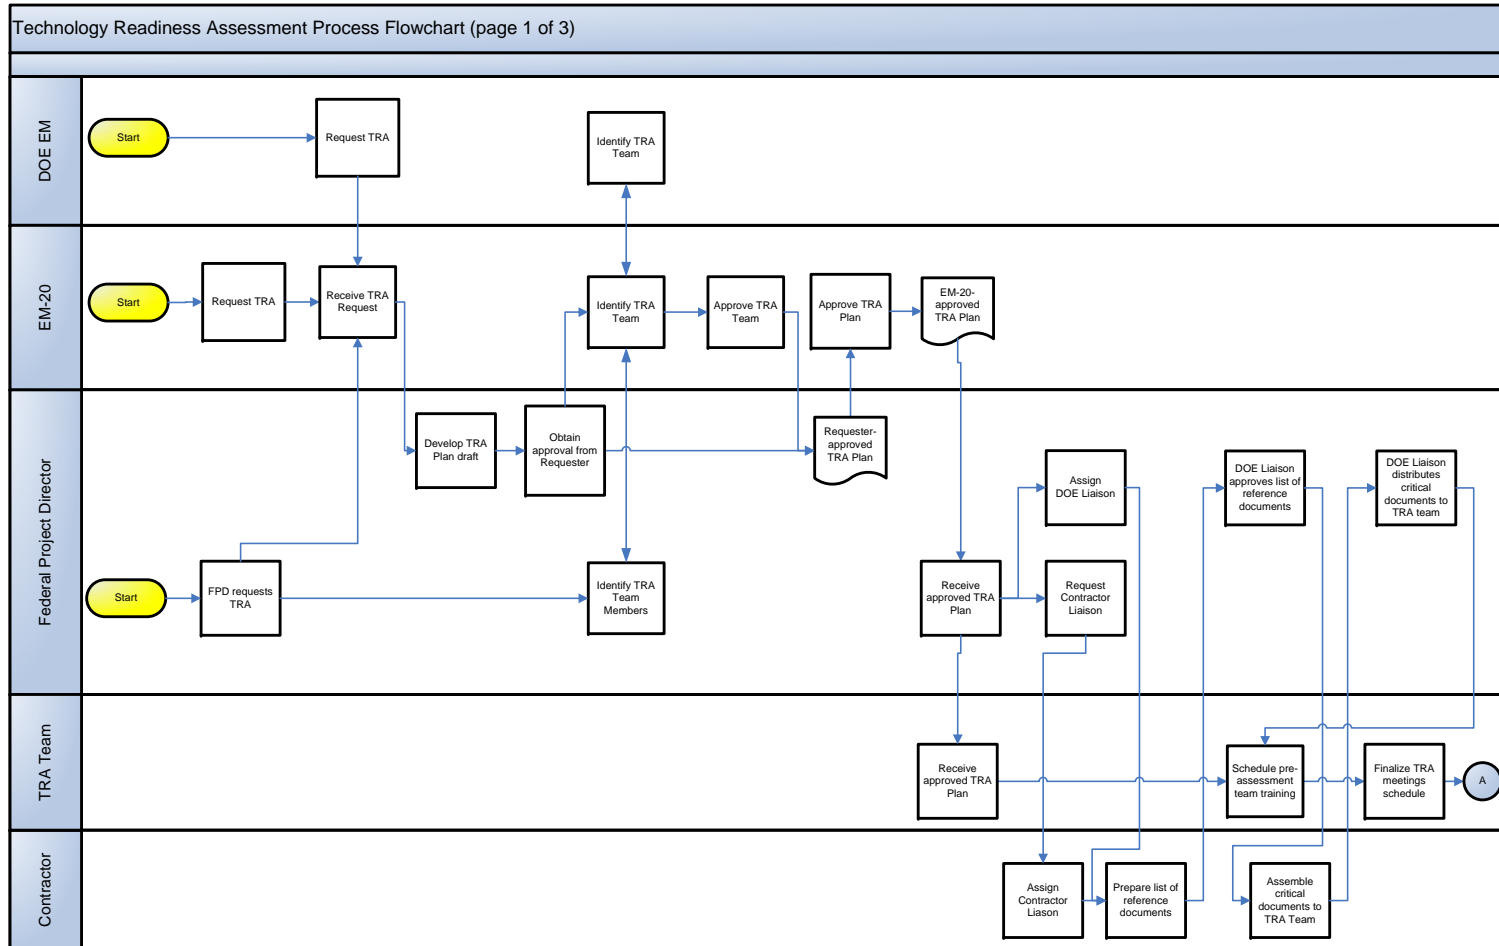 Technology Readiness Assessment Process Flowchart (page 1 of 3)
DOE EM
Start
Request TRA
Identify TRA
Team
EM-20
Start
Request TRA
Receive TRA
Request
Identify TRA
Team
Approve TRA
Team
Approve TRA
Plan
EM-20-
approved
TRA Plan
Federal Project Director
Develop TRA
Plan draft
Obtain
approval from
Requester
Requester-
approved
TRA Plan
Assign
DOE Liaison
DOE Liaison
approves list of
reference
documents
DOE Liaison
distributes
critical
documents to
TRA team
Start
FPD requests
TRA
Identify TRA
Team
Members
Receive
approved TRA
Plan
Request
Contractor
Liaison
TRA Team
Receive
approved TRA
Plan
Schedule pre-
assessment
team training
Finalize TRA
meetings
schedule
A
Contractor
Assign
Contractor
Liason
Prepare list of
reference
documents
Assemble
critical
documents to
TRA Team